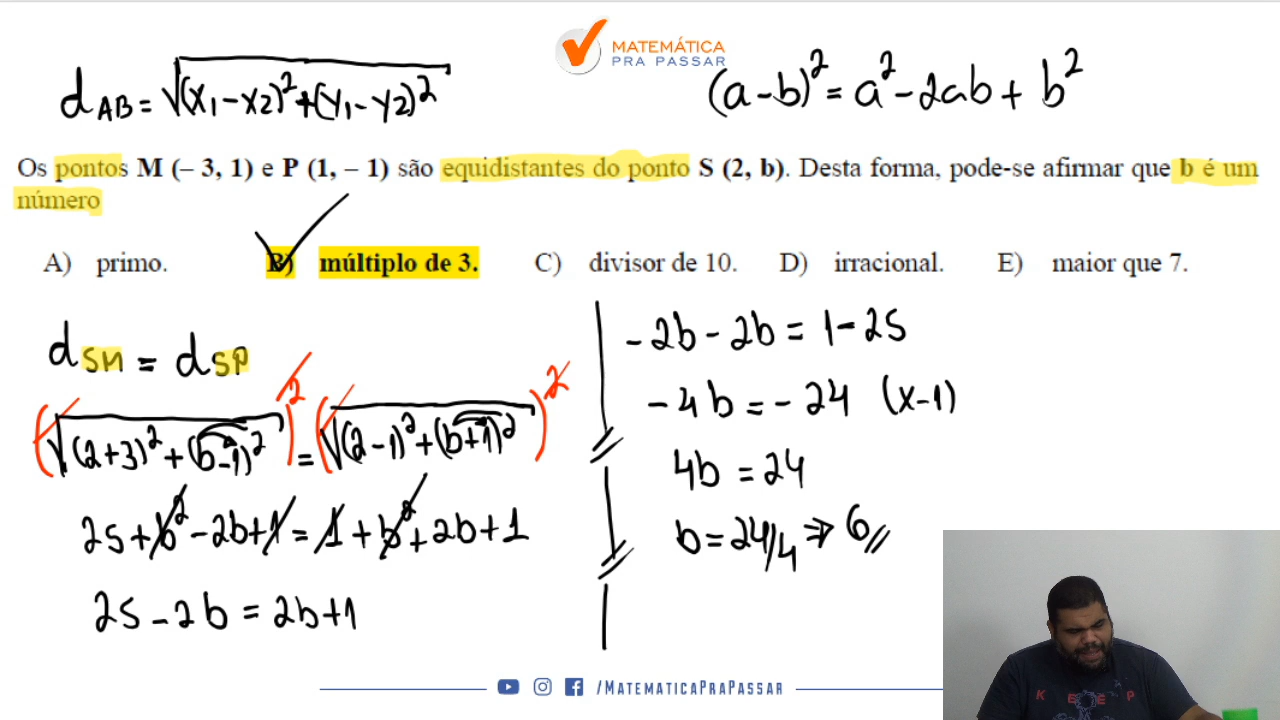 MATEMÁTICA
PRA PASSAR
dAB = √(x₁-x₂)²+(y₁-y₂)²
(a-b)² = a² - 2ab + b²
Os pontos M (– 3, 1) e P (1, – 1) são equidistantes do ponto S (2, b). Desta forma, pode-se afirmar que b é um
número
A) primo. B) múltiplo de 3. C) divisor de 10. D) irracional. E) maior que 7.
dSM = dSP
(√(2+3)²+(b-1)²)² = (√(2-1)²+(b+1)²)²
25+b²-2b+1=1+b²+2b+1
25-2b=2b+1
-2b-2b=1-25
-4b=-24 (x-1)
4b=24
b=24/4⇒6//
KEEP
/MATEMATICAPRAPASSAR